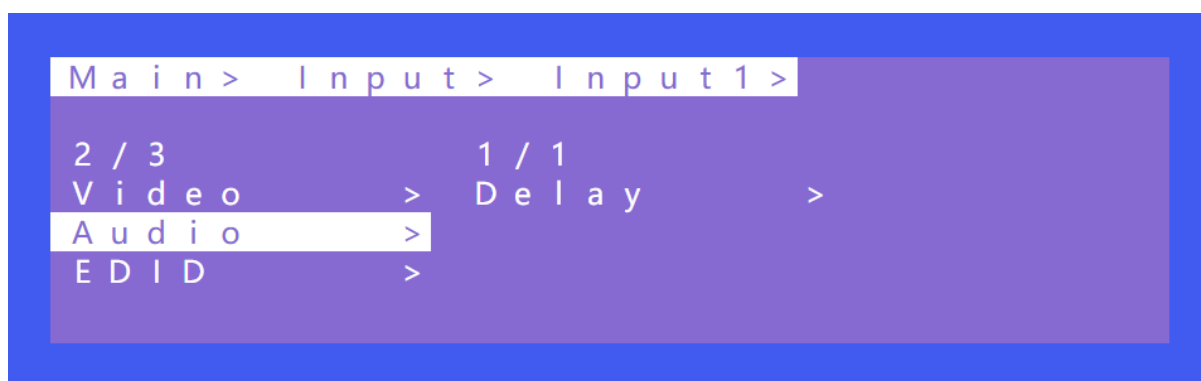 Main> Input> Input1>
2/3 1/1
Video > Delay >
Audio >
EDID >